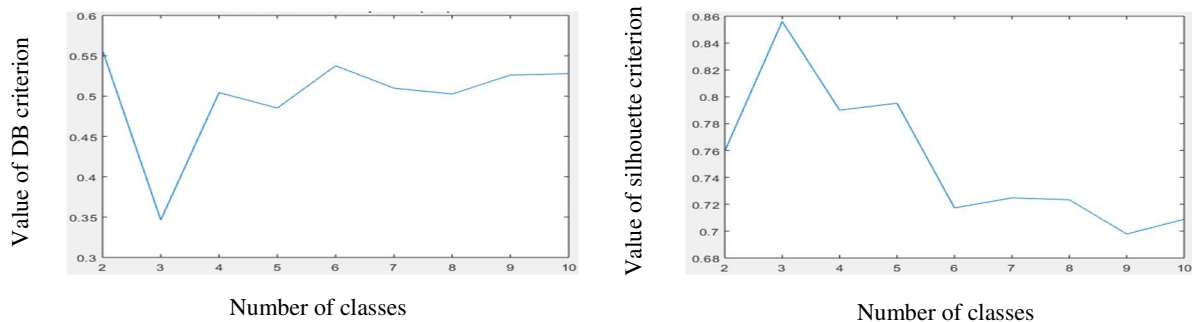 Value of DB criterion
0.6
0.55
0.5
0.45
0.4
0.35
0.3
2 3 4 5 6 7 8 9 10
Number of classes
Value of silhouette criterion
0.86
0.84
0.82
0.8
0.78
0.76
0.74
0.72
0.7
0.68
2 3 4 5 6 7 8 9 10
Number of classes